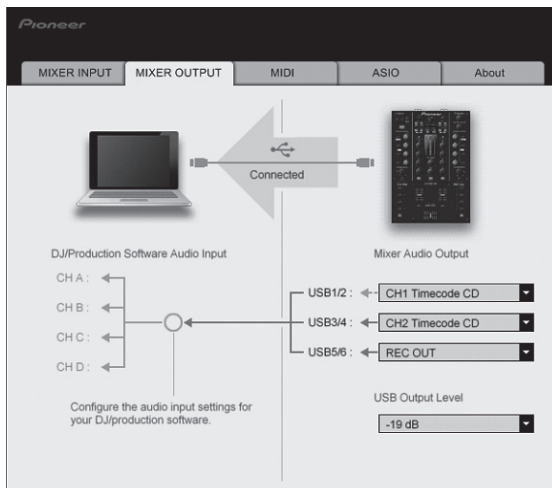 Pioneer
MIXER INPUT MIXER OUTPUT MIDI ASIO About
Connected
DJ/Production Software Audio Input
CH A :
CH B :
CH C :
CH D :
Configure the audio input settings for
your DJ/production software.
Mixer Audio Output
USB1/2 : CH1 Timecode CD
USB3/4 : CH2 Timecode CD
USB5/6 : REC OUT
USB Output Level
-19 dB